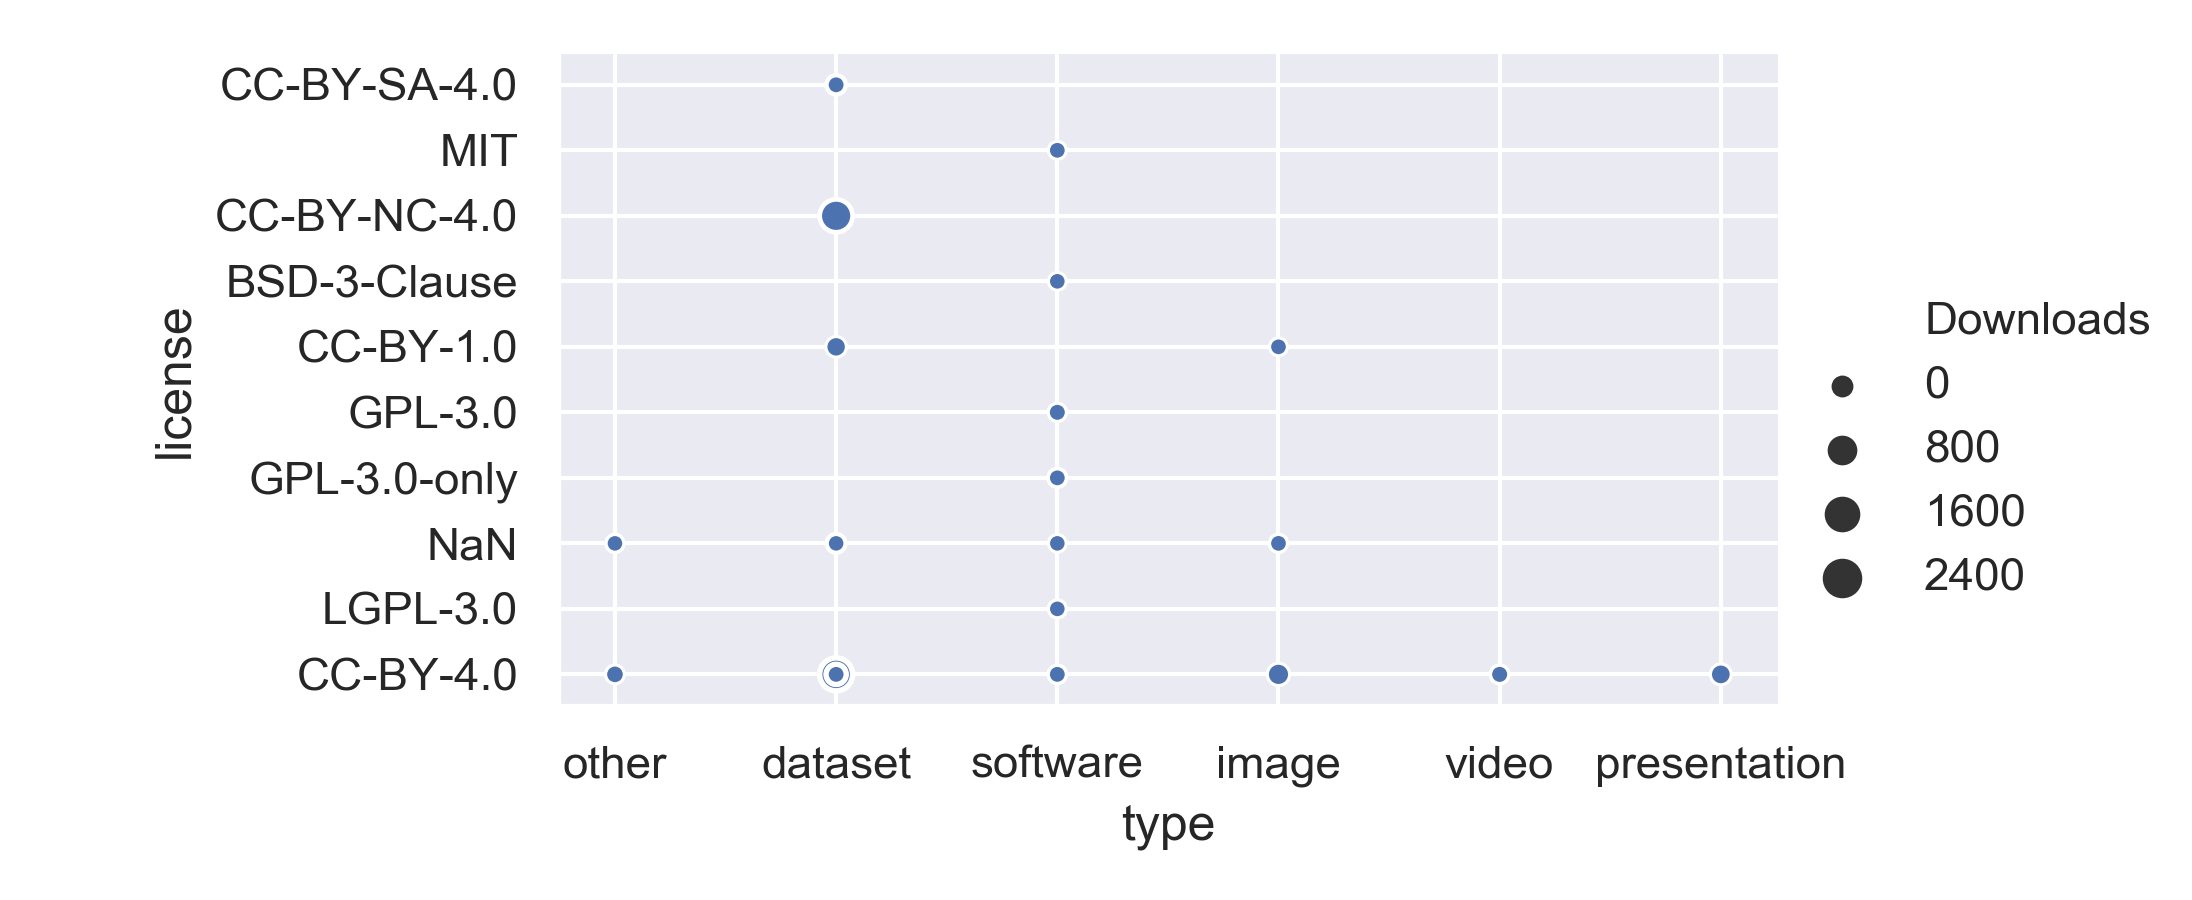 CC-BY-SA-4.0
MIT
CC-BY-NC-4.0
BSD-3-Clause
CC-BY-1.0
GPL-3.0
GPL-3.0-only
NaN
LGPL-3.0
CC-BY-4.0
license
other dataset software image video presentation
type
Downloads
0
800
1600
2400